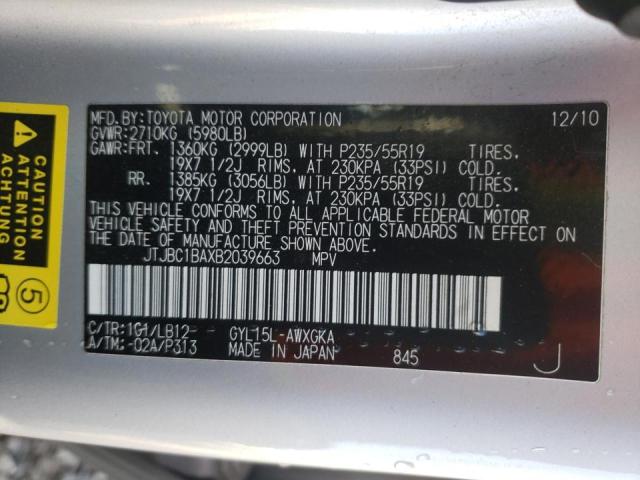 MFD.BY:TOYOTA MOTOR CORPORATION 12/10
GVWR:2710KG (5980LB)
GAWR:FRT. 1360KG (2999LB) WITH P235/55R19 TIRES.
19X7 1/2J RIMS. AT 230KPA (33PSI) COLD.
RR. 1385KG (3056LB) WITH P235/55R19 TIRES.
19X7 1/2J RIMS. AT 230KPA (33PSI) COLD.
THIS VEHICLE CONFORMS TO ALL APPLICABLE FEDERAL MOTOR
VEHICLE SAFETY AND THEFT PREVENTION STANDARDS IN EFFECT ON
THE DATE OF MANUFACTURE SHOWN ABOVE.
JTJBC1BAXB2039663 MPV
C/TR:1G1/LB12 GYL15L-AWXGKA
A/TM:-02A/P313 MADE IN JAPAN 845 J
CAUTION
ATTENTION
ACHTUNG
5